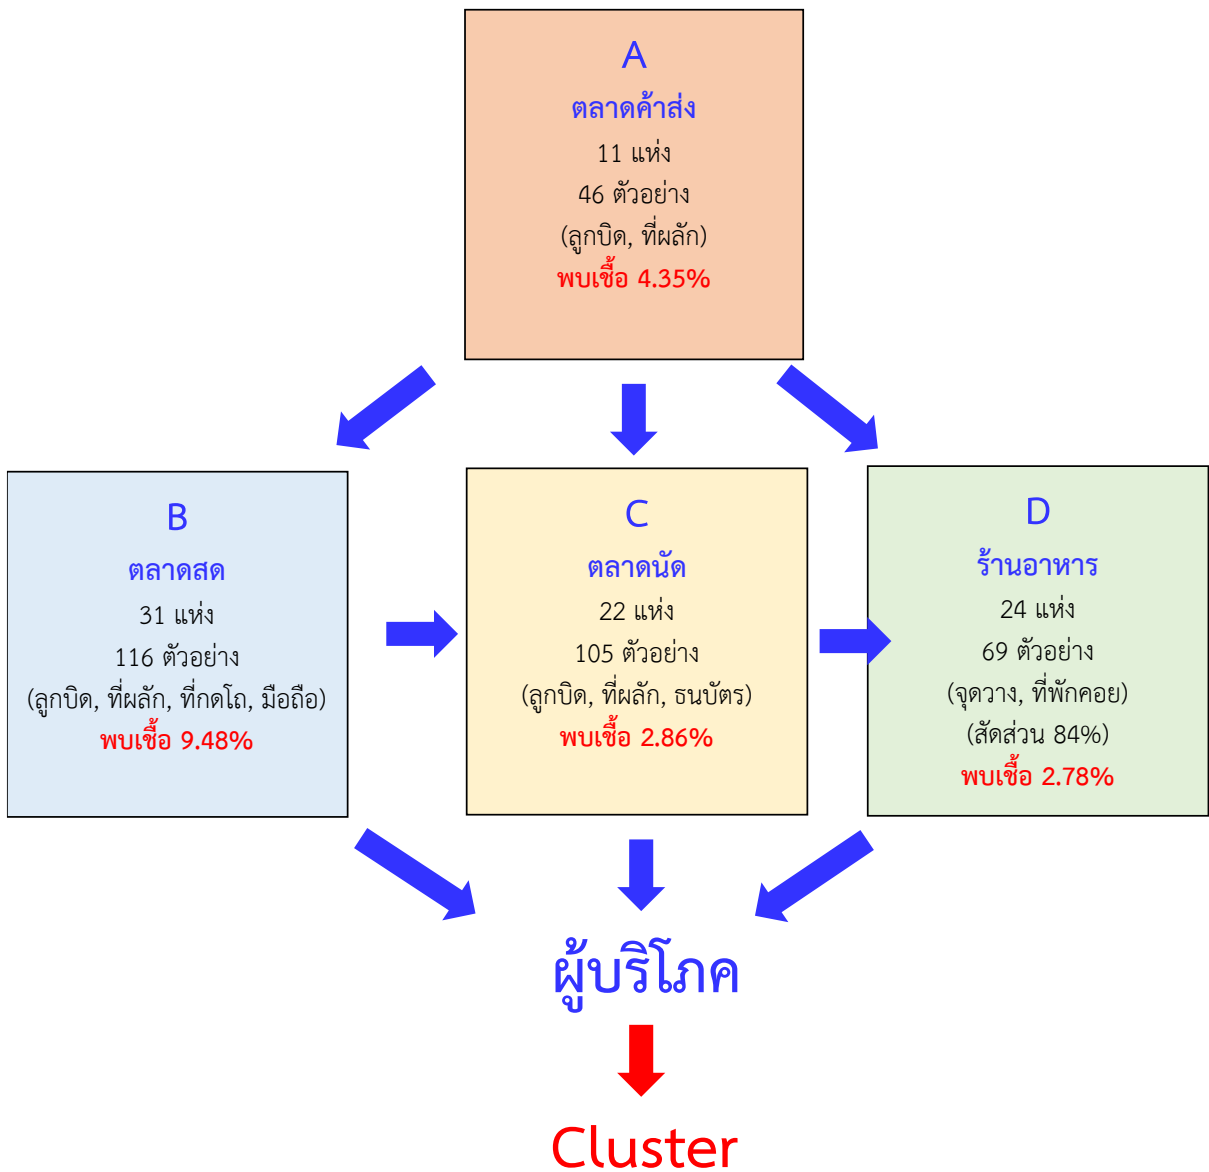 A
ตลาดค้าส่ง
11 แห่ง
46 ตัวอย่าง
(ลูกบิด, ที่ผลัก)
พบเชื้อ 4.35%
B
ตลาดสด
31 แห่ง
116 ตัวอย่าง
(ลูกบิด, ที่ผลัก, ที่กดโถ, มือถือ)
พบเชื้อ 9.48%
C
ตลาดนัด
22 แห่ง
105 ตัวอย่าง
(ลูกบิด, ที่ผลัก, ธนบัตร)
พบเชื้อ 2.86%
D
ร้านอาหาร
24 แห่ง
69 ตัวอย่าง
(จุดวาง, ที่พักคอย)
(สัดส่วน 84%)
พบเชื้อ 2.78%
ผู้บริโภค
Cluster